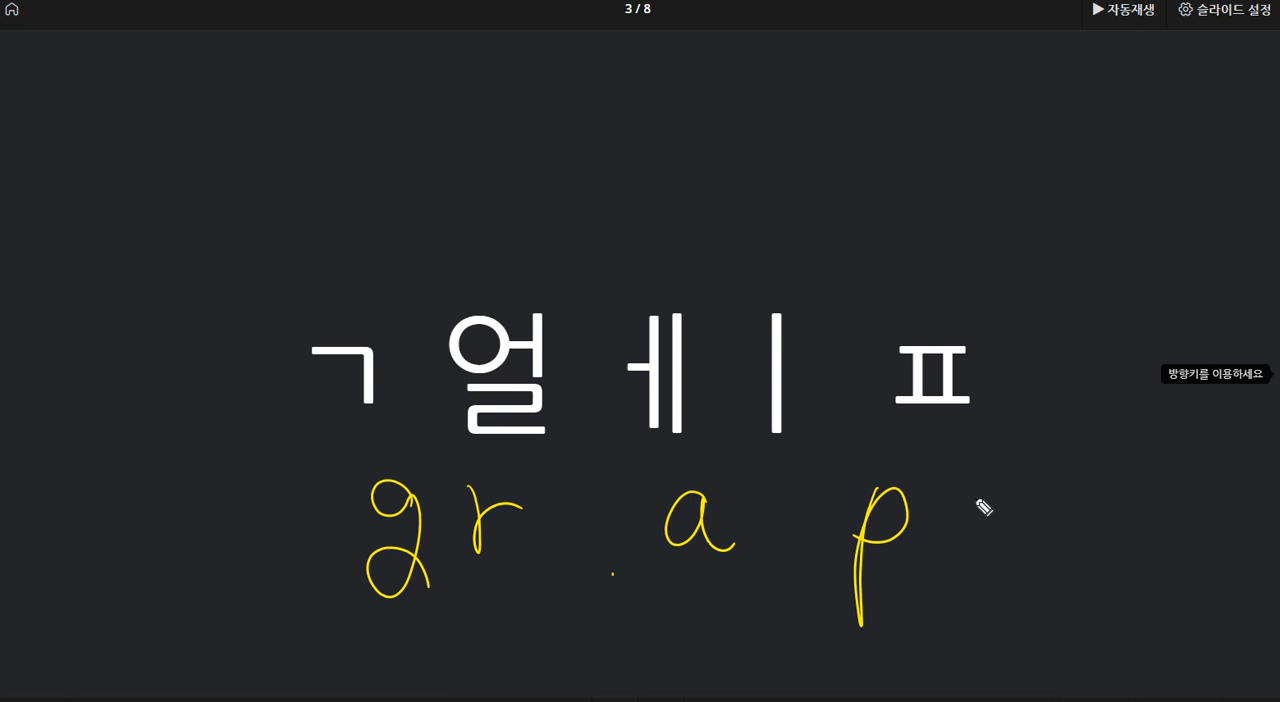 3 / 8 ▶ 자동재생 슬라이드 설정
ㄱ 얼 ㅔ ㅣ ㅍ
방향키를 이용하세요
gr a p